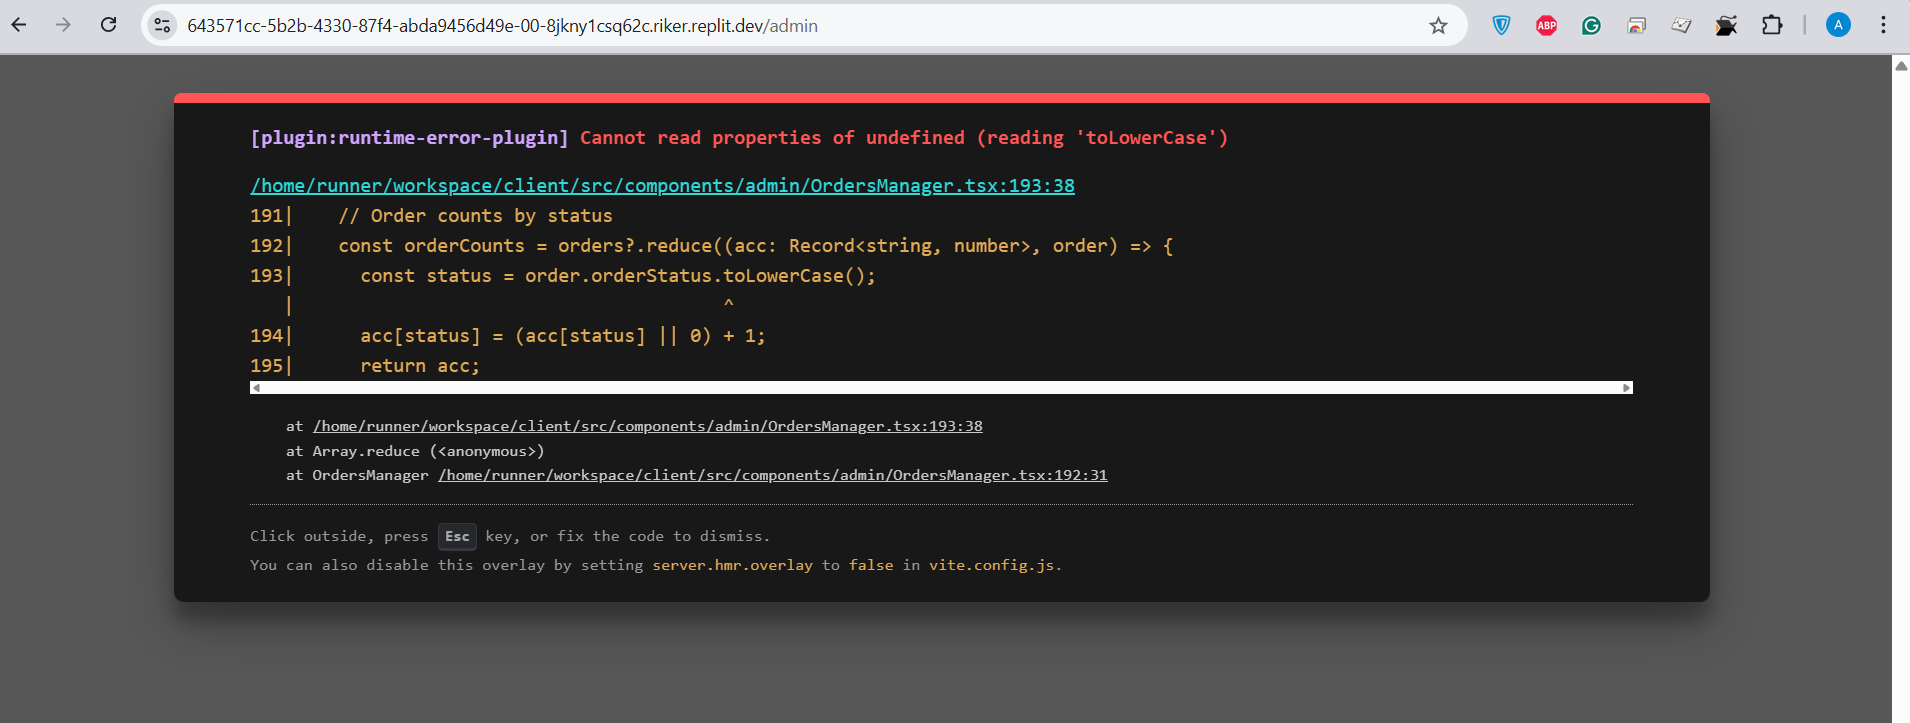 643571cc-5b2b-4330-87f4-abda9456d49e-00-8jkny1csq62c.riker.replit.dev/admin
ABP
G
A
[plugin:runtime-error-plugin] Cannot read properties of undefined (reading 'toLowerCase')
/home/runner/workspace/client/src/components/admin/OrdersManager.tsx:193:38
191|    // Order counts by status
192|    const orderCounts = orders?.reduce((acc: Record<string, number>, order) => {
193|      const status = order.orderStatus.toLowerCase();
   |                                       ^
194|      acc[status] = (acc[status] || 0) + 1;
195|      return acc;
at /home/runner/workspace/client/src/components/admin/OrdersManager.tsx:193:38
at Array.reduce (<anonymous>)
at OrdersManager /home/runner/workspace/client/src/components/admin/OrdersManager.tsx:192:31
Click outside, press Esc key, or fix the code to dismiss.
You can also disable this overlay by setting server.hmr.overlay to false in vite.config.js.